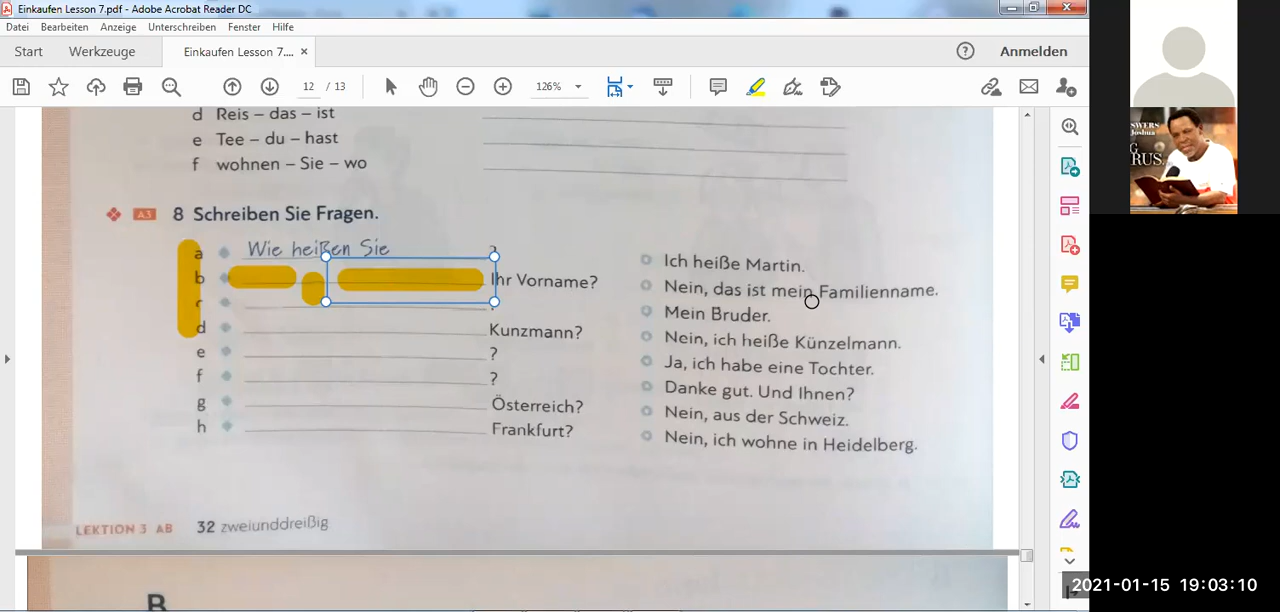 Einkaufen Lesson 7.pdf - Adobe Acrobat Reader DC
Datei Bearbeiten Anzeige Unterschreiben Fenster Hilfe
Start Werkzeuge Einkaufen Lesson 7.... × Anmelden
12 / 13 126%
d Reis – das – ist
e Tee – du – hast
f wohnen – Sie – wo
A3 8 Schreiben Sie Fragen.
a Wie heißen Sie ? Ich heiße Martin.
b Ihr Vorname? Nein, das ist mein Familienname.
c ? Mein Bruder.
d Kunzmann? Nein, ich heiße Künzelmann.
e ? Ja, ich habe eine Tochter.
f ? Danke gut. Und Ihnen?
g Österreich? Nein, aus der Schweiz.
h Frankfurt? Nein, ich wohne in Heidelberg.
LEKTION 3 AB 32 zweiunddreißig
B
SWERS
Joshua
RUS.
2021-01-15 19:03:10